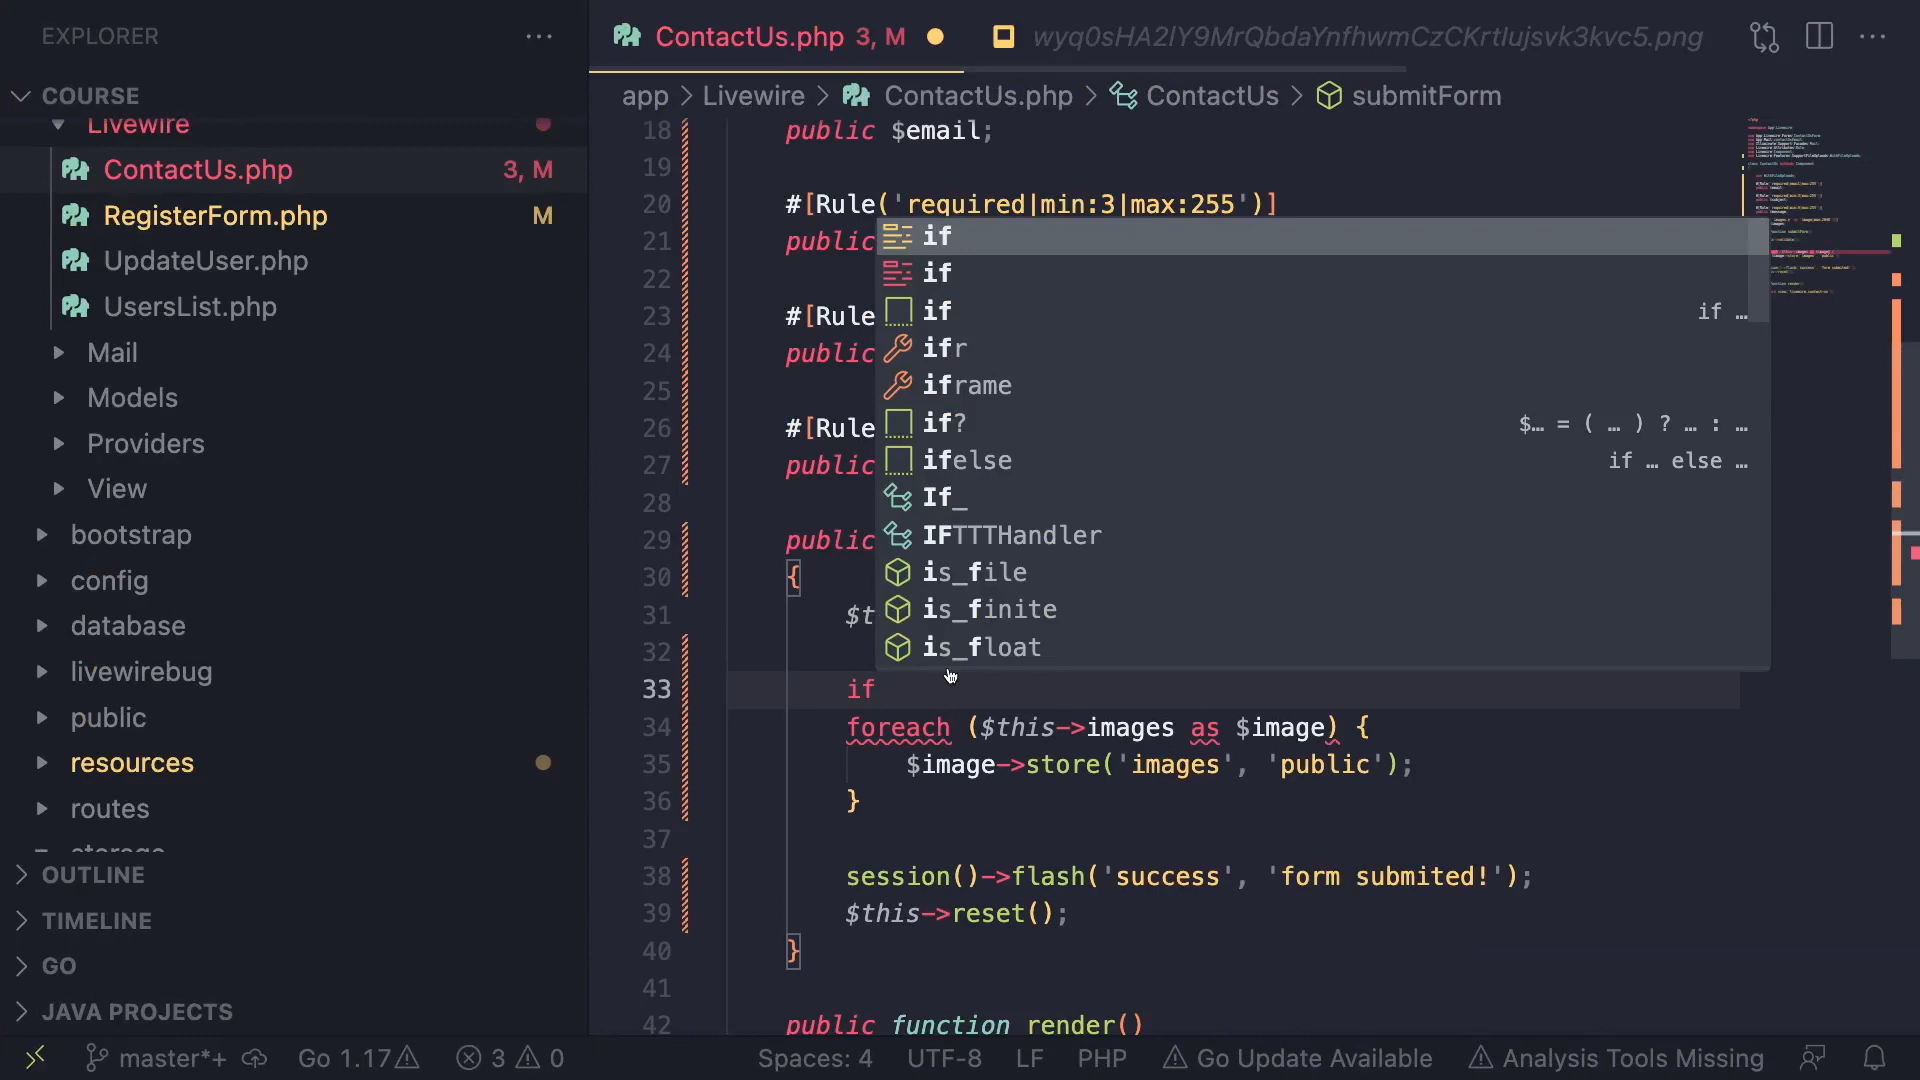 EXPLORER
COURSE
Livewire
ContactUs.php 3, M
RegisterForm.php M
UpdateUser.php
UsersList.php
Mail
Models
Providers
View
bootstrap
config
database
livewirebug
public
resources
routes
storage
OUTLINE
TIMELINE
GO
JAVA PROJECTS
ContactUs.php 3, M
app > Livewire > ContactUs.php > ContactUs > submitForm
18 public $email;
19
20 #[Rule('required|min:3|max:255')]
21 public
22
23 #[Rule
24 public
25
26 #[Rule
27 public
28
29 public
30 {
31 $t
32
33 if
34 foreach ($this->images as $image) {
35 $image->store('images', 'public');
36 }
37
38 session()->flash('success', 'form submited!');
39 $this->reset();
40 }
41
42 public function render()
if
if
if if …
ifr
iframe
if? $… = ( … ) ? … : …
ifelse if … else …
If_
IFTTTHandler
is_file
is_finite
is_float
master*+ Go 1.17 3 0 Spaces: 4 UTF-8 LF PHP Go Update Available Analysis Tools Missing